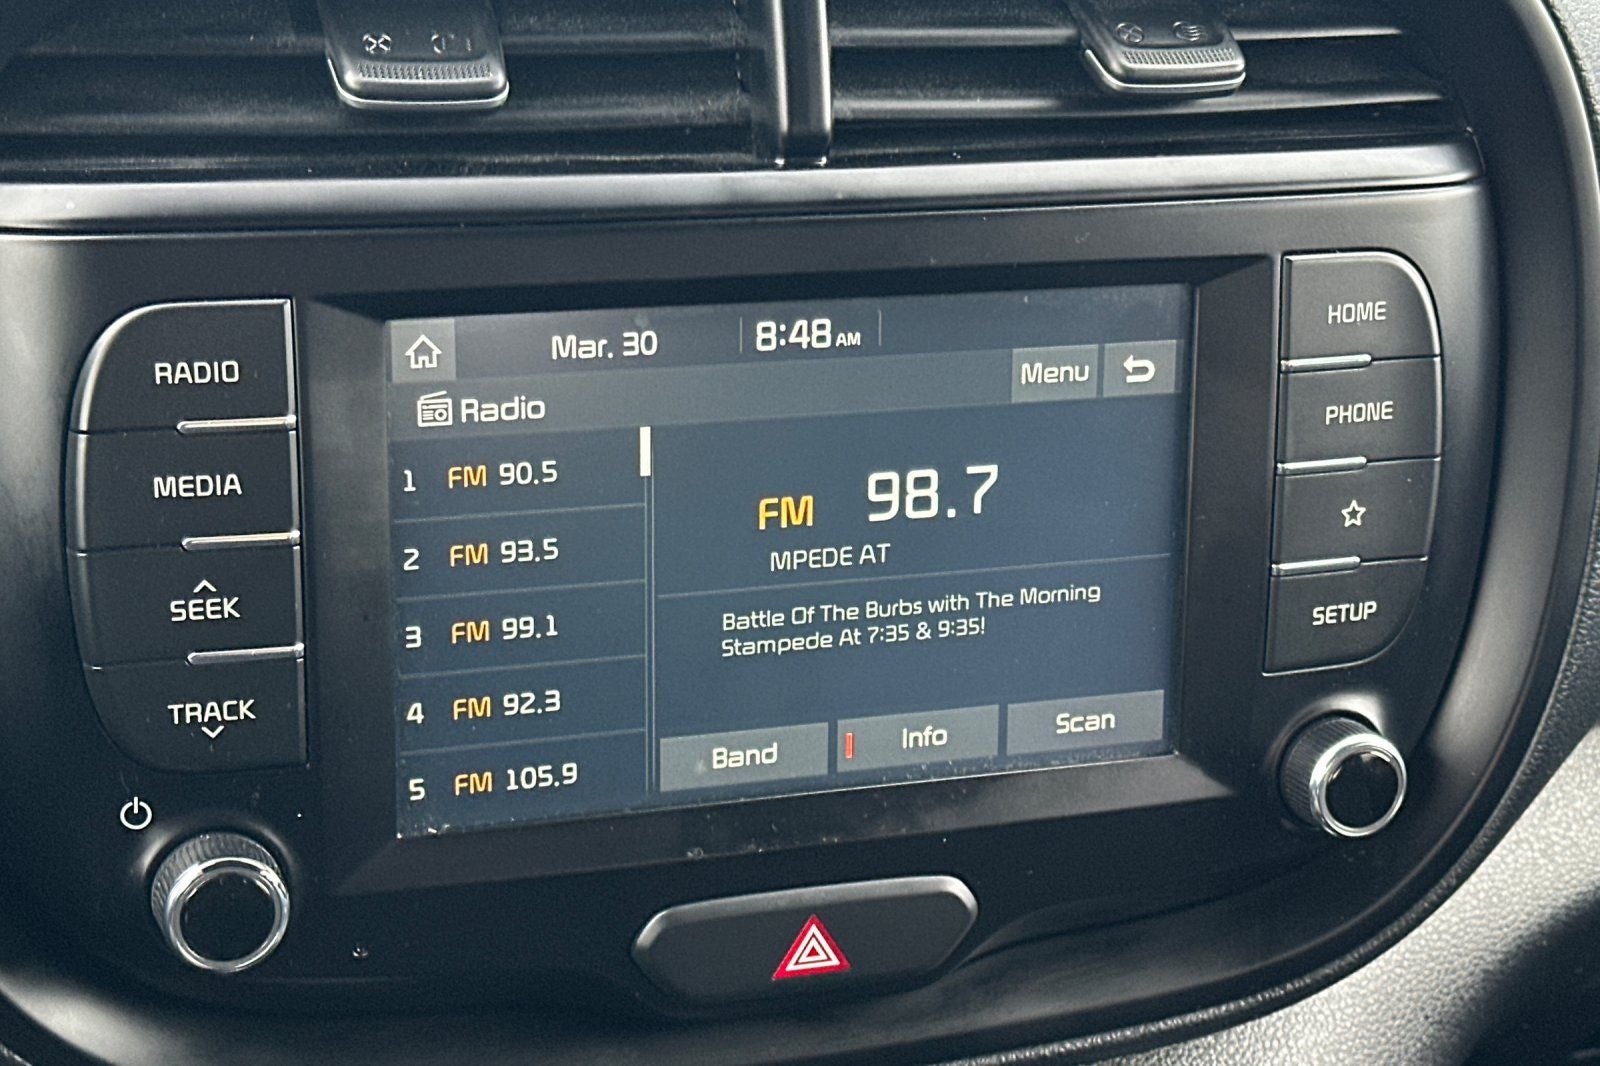 Mar. 30
8:48 AM
Menu
Radio
1 FM 90.5
2 FM 93.5
3 FM 99.1
4 FM 92.3
5 FM 105.9
FM 98.7
MPEDE AT
Battle Of The Burbs with The Morning
Stampede At 7:35 & 9:35!
Band
Info
Scan
RADIO
MEDIA
SEEK
TRACK
HOME
PHONE
SETUP